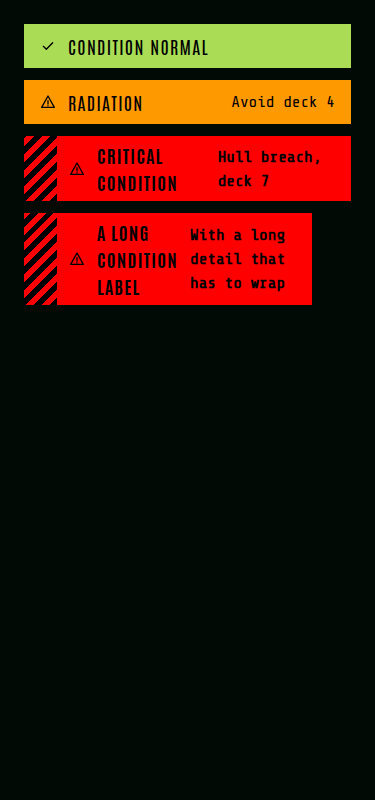 CONDITION NORMAL
RADIATION Avoid deck 4
CRITICAL CONDITION
Hull breach, deck 7
A LONG CONDITION LABEL
With a long detail that has to wrap